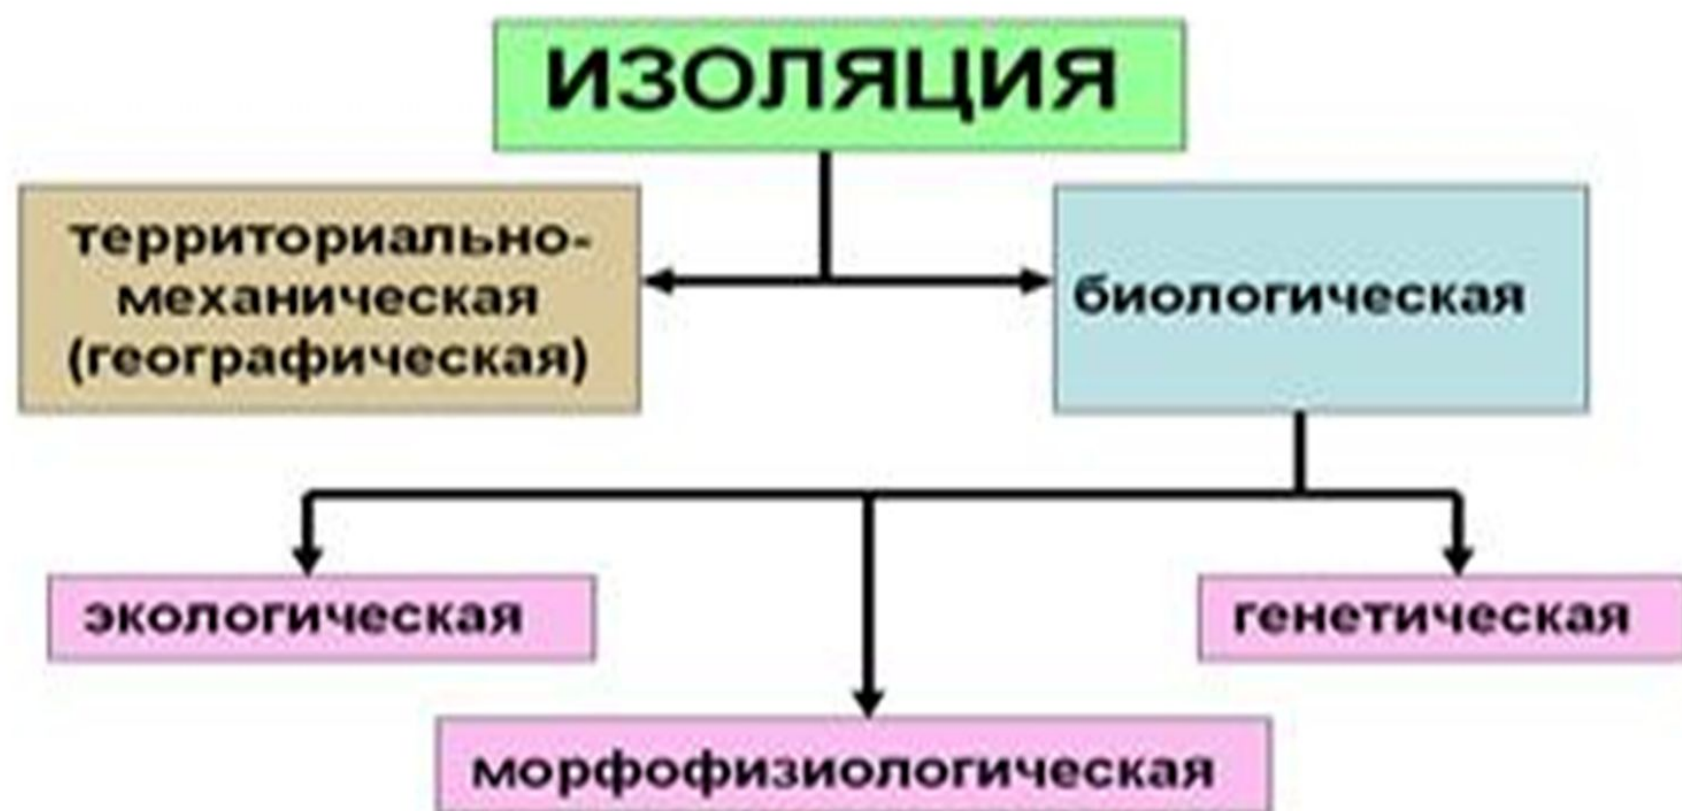 ИЗОЛЯЦИЯ
территориально-
механическая
(географическая)
биологическая
экологическая
генетическая
морфофизиологическая